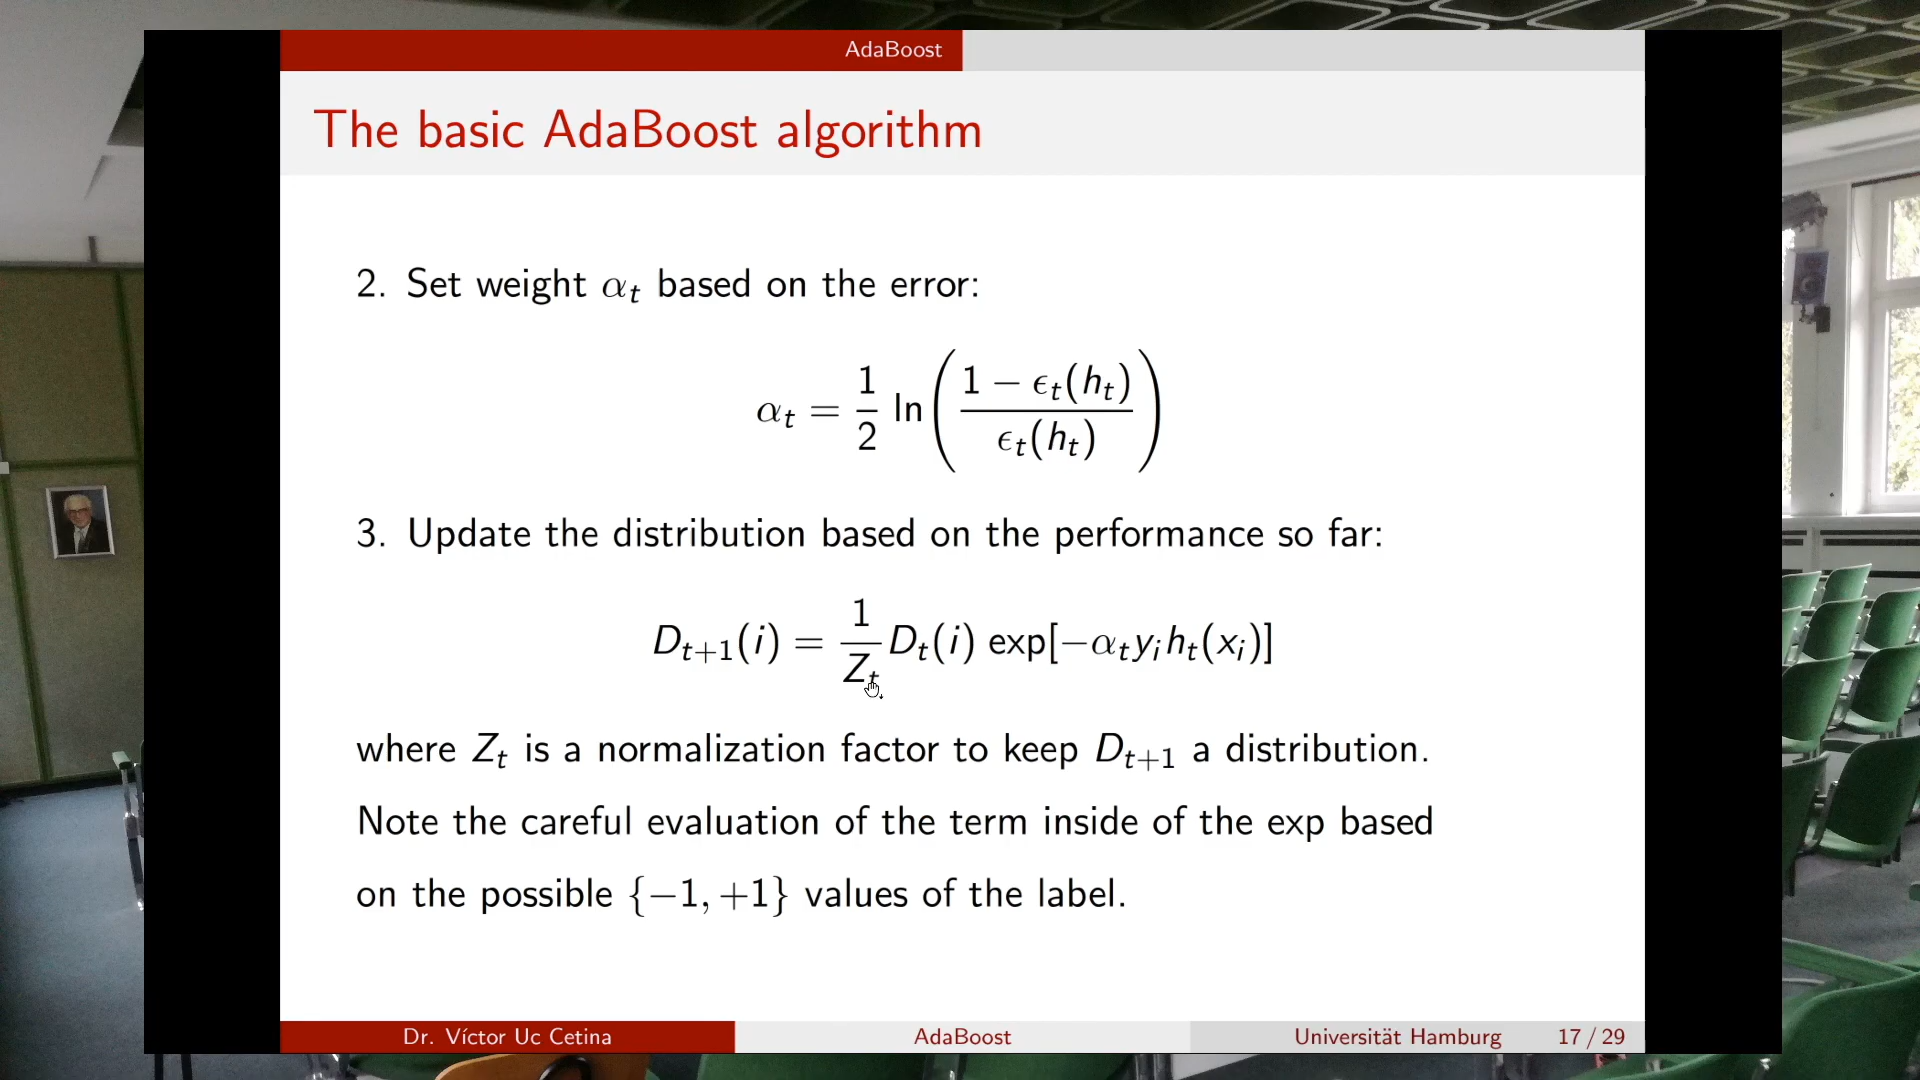 AdaBoost
The basic AdaBoost algorithm
2. Set weight αₜ based on the error:
αₜ = 1/2 ln( (1 − ϵₜ(hₜ)) / ϵₜ(hₜ) )
3. Update the distribution based on the performance so far:
Dₜ₊₁(i) = 1/Zₜ Dₜ(i) exp[−αₜyᵢhₜ(xᵢ)]
where Zₜ is a normalization factor to keep Dₜ₊₁ a distribution.
Note the careful evaluation of the term inside of the exp based
on the possible {−1, +1} values of the label.
Dr. Víctor Uc Cetina AdaBoost Universität Hamburg 17 / 29